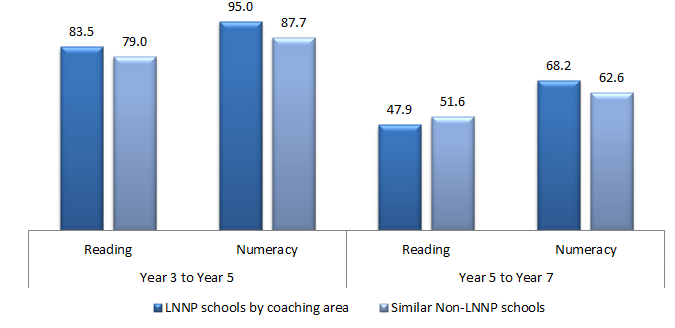 95.0
83.5 79.0 87.7
68.2
62.6
47.9 51.6
Reading Numeracy Reading Numeracy
Year 3 to Year 5 Year 5 to Year 7
LNNP schools by coaching area Similar Non-LNNP schools